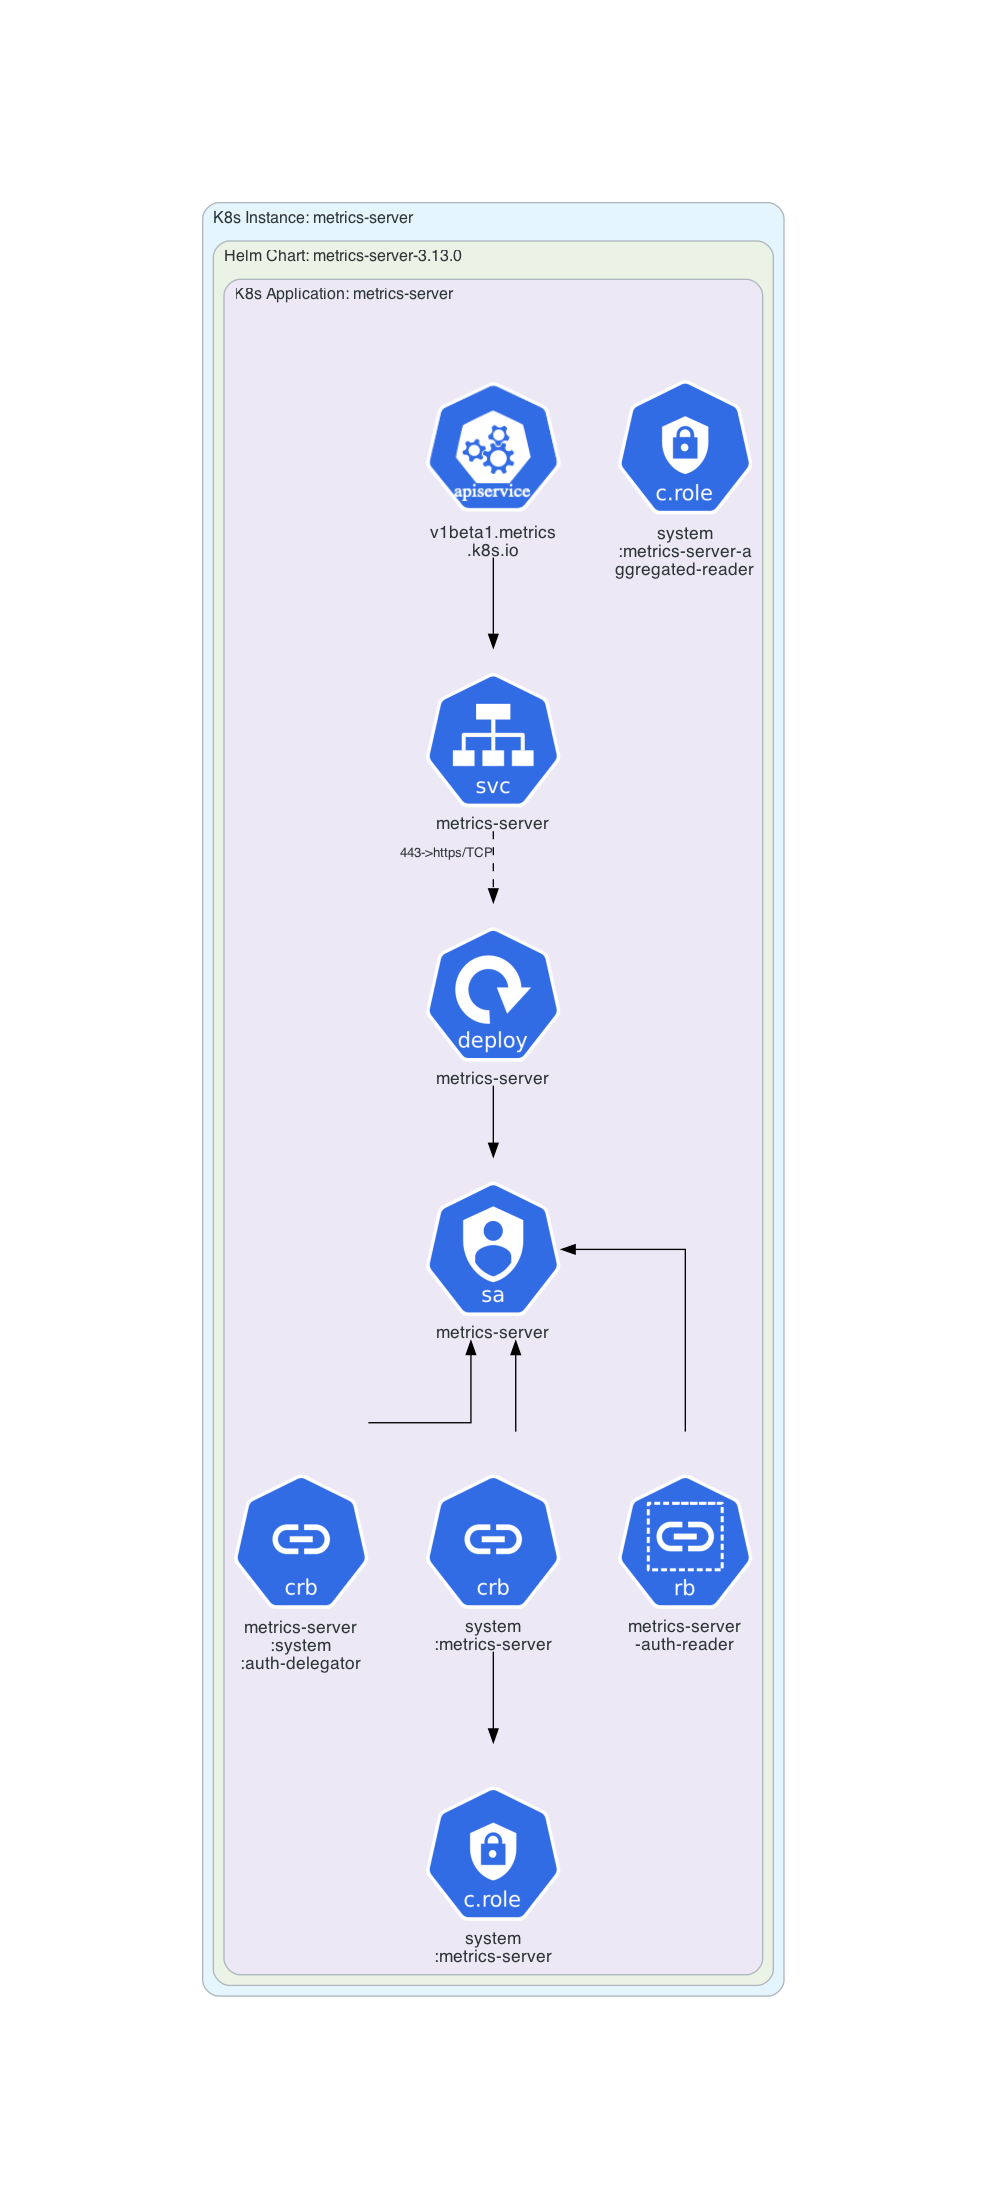 K8s Instance: metrics-server
Helm Chart: metrics-server-3.13.0
K8s Application: metrics-server
apiservice
v1beta1.metrics
.k8s.io
c.role
system
:metrics-server-a
ggregated-reader
svc
metrics-server
443->https/TCP
deploy
metrics-server
sa
metrics-server
crb
metrics-server
:system
:auth-delegator
crb
system
:metrics-server
rb
metrics-server
-auth-reader
c.role
system
:metrics-server